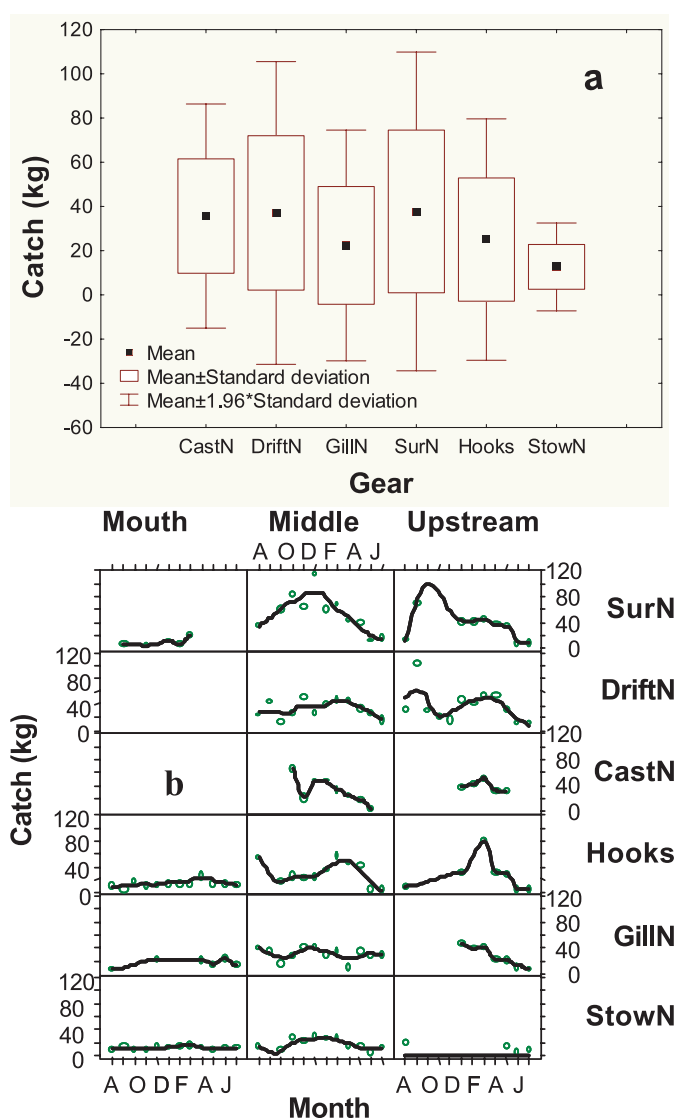 120
100
80
60
40
20
0
-20
-40
-60
Catch (kg)
a
Mean
Mean±Standard deviation
Mean±1.96*Standard deviation
CastN DriftN GillN SurN Hooks StowN
Gear
Mouth Middle Upstream
A O D F A J
120
80
40
0
SurN
120
80
40
0
DriftN
120
80
40
0
CastN
b
120
80
40
0
Hooks
120
80
40
0
GillN
120
80
40
0
StowN
Catch (kg)
A O D F A J
A O D F A J
Month